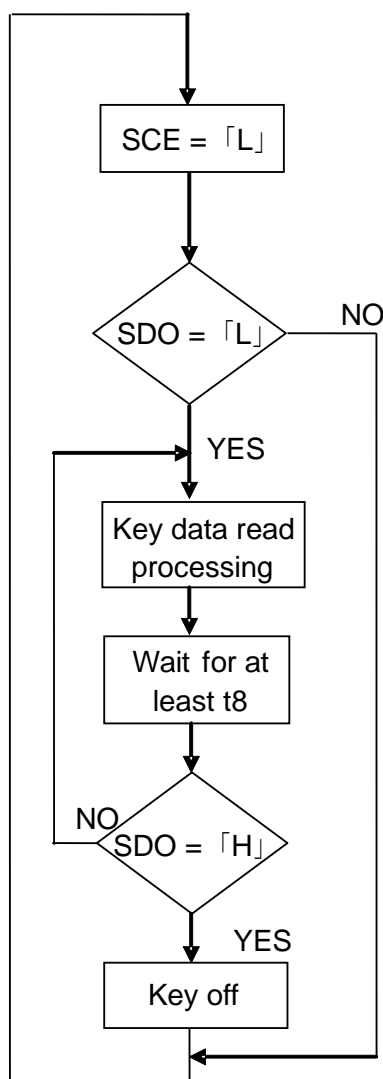 SCE = 「L」
SDO = 「L」
NO
YES
Key data read
processing
Wait for at
least t8
NO
SDO = 「H」
YES
Key off